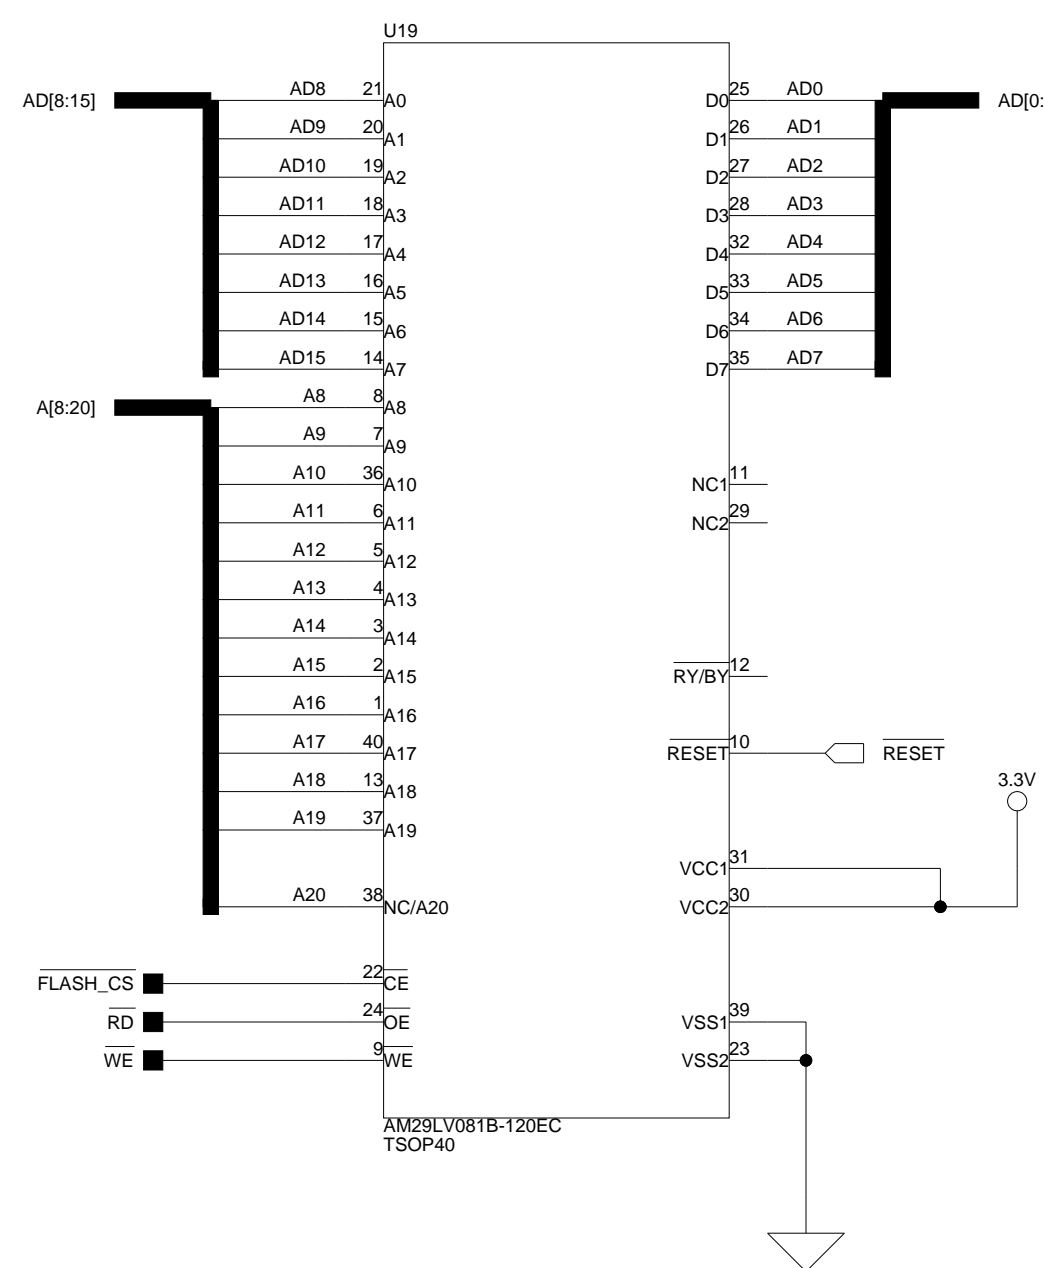 U19
AD[8:15] AD8 21 A0 D0 25 AD0 AD[0:
AD9 20 A1 D1 26 AD1
AD10 19 A2 D2 27 AD2
AD11 18 A3 D3 28 AD3
AD12 17 A4 D4 32 AD4
AD13 16 A5 D5 33 AD5
AD14 15 A6 D6 34 AD6
AD15 14 A7 D7 35 AD7
A[8:20] A8 8 A8
A9 7 A9
A10 36 A10 NC1 11
A11 6 A11 NC2 29
A12 5 A12
A13 4 A13
A14 3 A14
A15 2 A15 RY/BY 12
A16 1 A16
A17 40 A17 RESET 10 RESET
A18 13 A18 3.3V
A19 37 A19
VCC1 31
A20 38 NC/A20 VCC2 30
FLASH_CS 22 CE
RD 24 OE VSS1 39
WE 9 WE VSS2 23
AM29LV081B-120EC
TSOP40